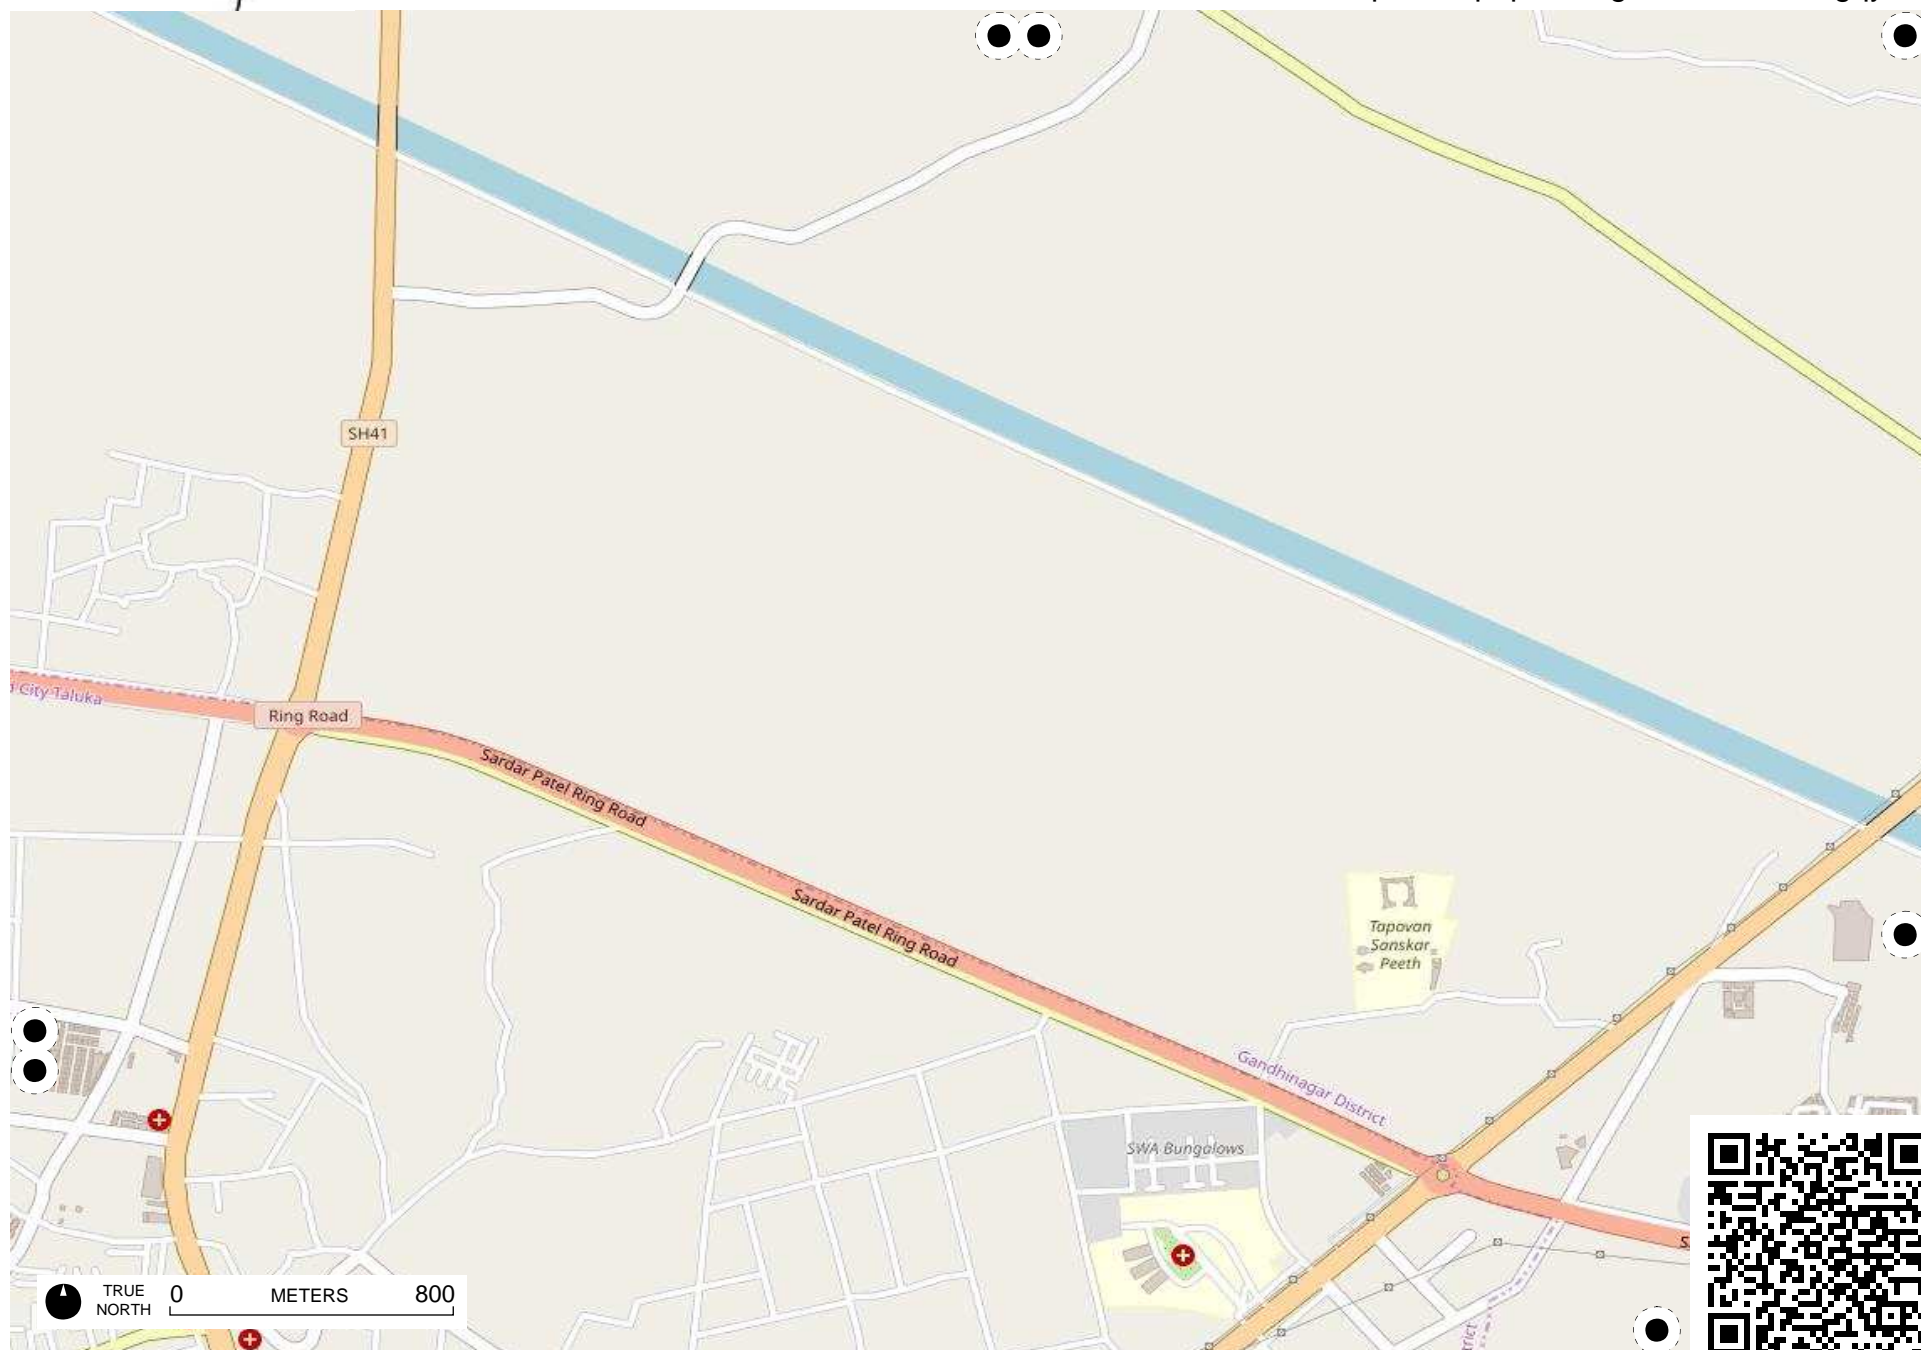 SH41
City Taluka
Ring Road
Sardar Patel Ring Road
Sardar Patel Ring Road
Tapovan
Sanskar
Peeth
Gandhinagar District
SWA Bungalows
TRUE
NORTH
0 METERS 800